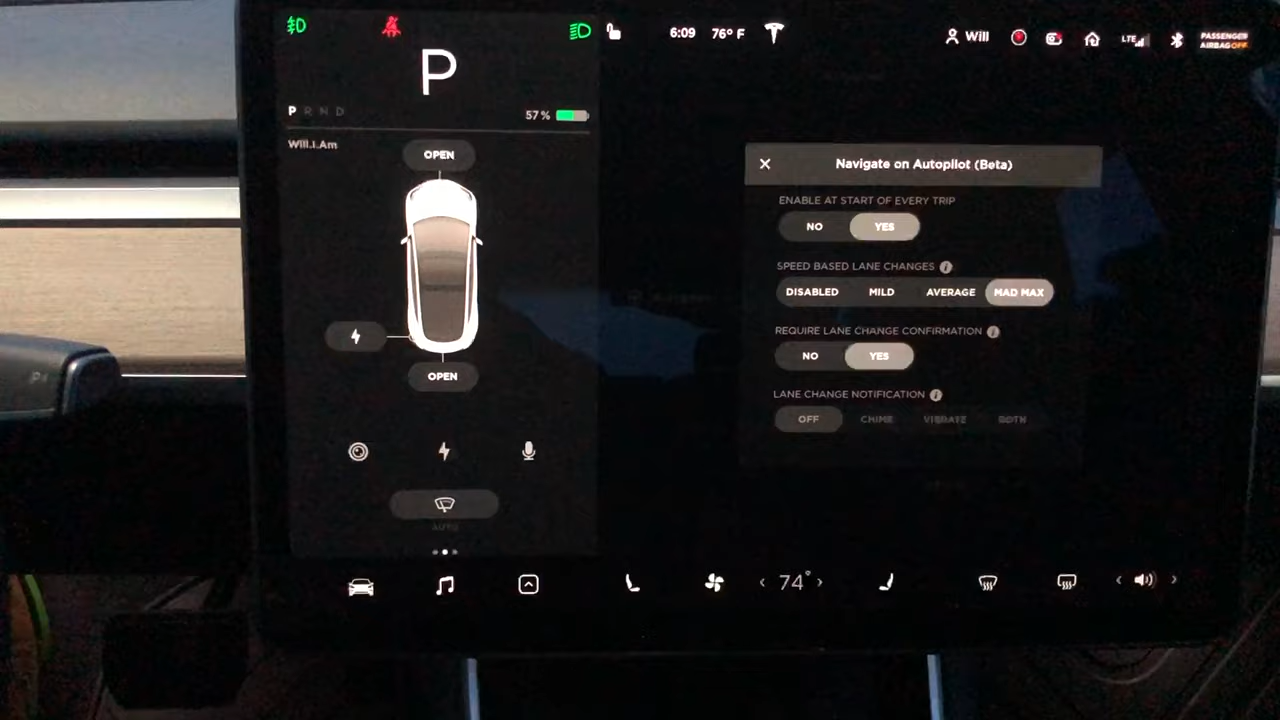 6:09 76° F
Will
LTE
PASSENGER
AIRBAG OFF
P
P R N D
57 %
Will.I.Am
OPEN
OPEN
AUTO
Navigate on Autopilot (Beta)
ENABLE AT START OF EVERY TRIP
NO YES
SPEED BASED LANE CHANGES
DISABLED MILD AVERAGE MAD MAX
REQUIRE LANE CHANGE CONFIRMATION
NO YES
LANE CHANGE NOTIFICATION
OFF CHIME VIBRATE BOTH
74°